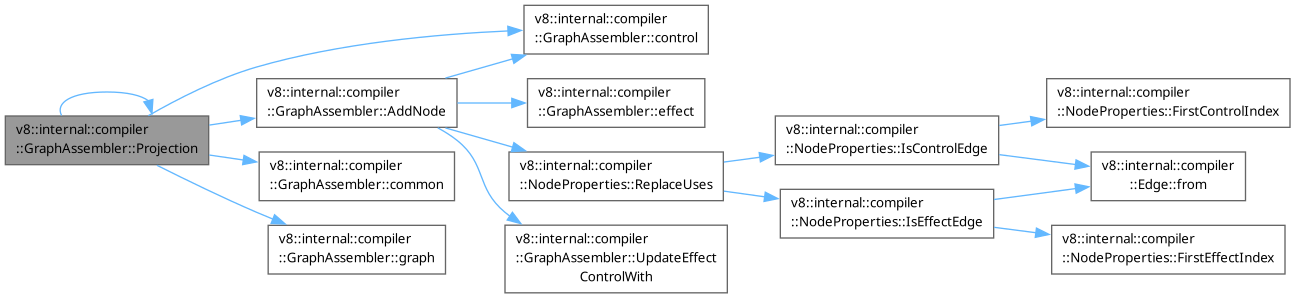 v8::internal::compiler
::GraphAssembler::Projection
v8::internal::compiler
::GraphAssembler::control
v8::internal::compiler
::GraphAssembler::AddNode
v8::internal::compiler
::GraphAssembler::effect
v8::internal::compiler
::NodeProperties::ReplaceUses
v8::internal::compiler
::NodeProperties::IsControlEdge
v8::internal::compiler
::NodeProperties::FirstControlIndex
v8::internal::compiler
::Edge::from
v8::internal::compiler
::NodeProperties::IsEffectEdge
v8::internal::compiler
::NodeProperties::FirstEffectIndex
v8::internal::compiler
::GraphAssembler::UpdateEffect
ControlWith
v8::internal::compiler
::GraphAssembler::common
v8::internal::compiler
::GraphAssembler::graph